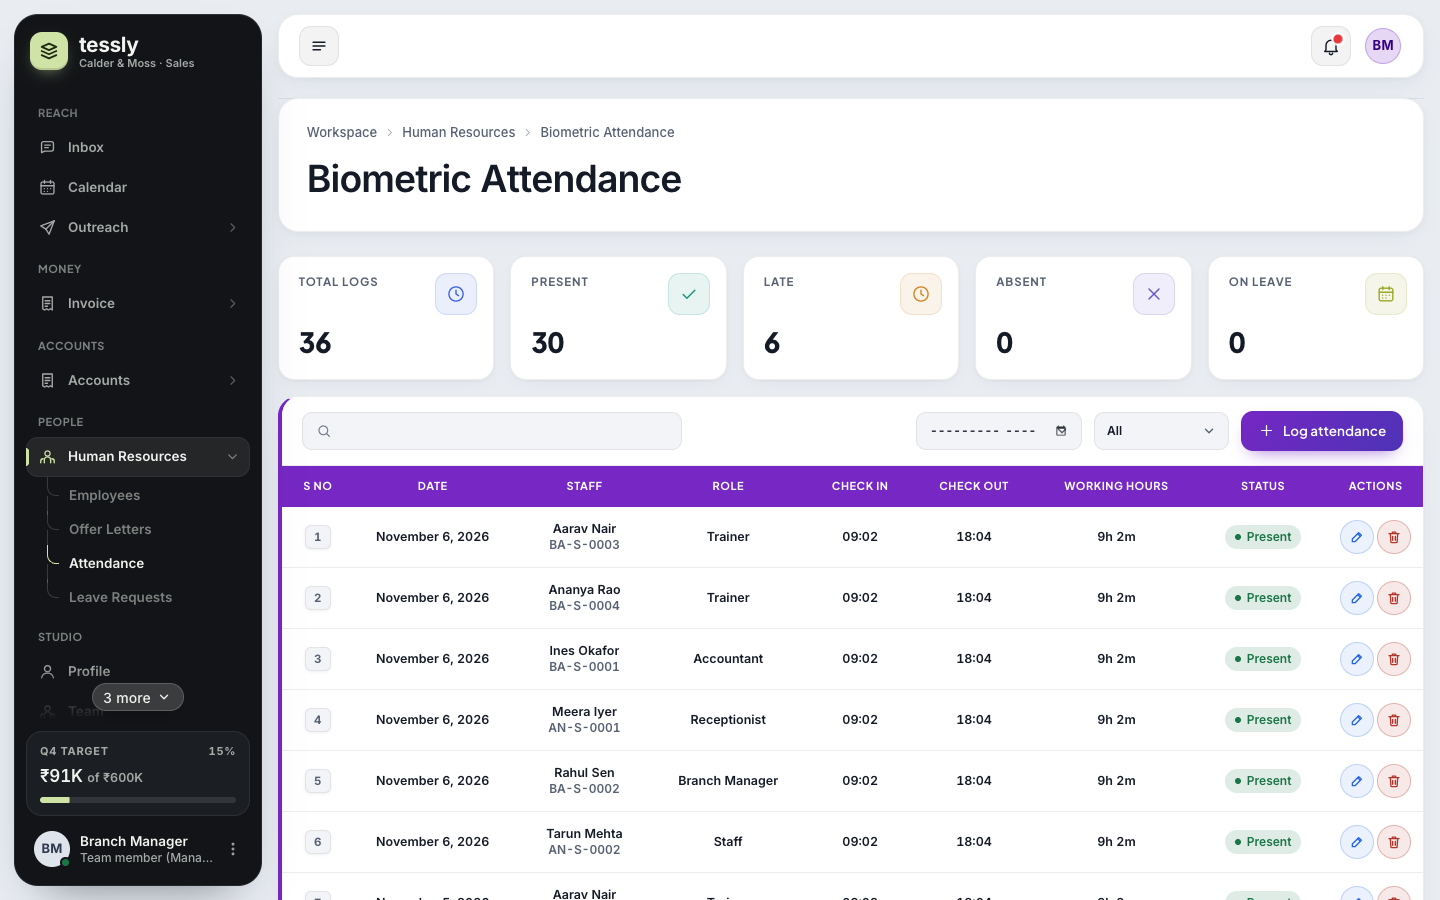 tessly
Calder & Moss · Sales
REACH
Inbox
Calendar
Outreach
MONEY
Invoice
ACCOUNTS
Accounts
PEOPLE
Human Resources
Employees
Offer Letters
Attendance
Leave Requests
STUDIO
Profile
3 more
Team
Q4 TARGET 15%
₹91K of ₹600K
BM
Branch Manager
Team member (Mana...
BM
Workspace > Human Resources > Biometric Attendance
Biometric Attendance
TOTAL LOGS
36
PRESENT
30
LATE
6
ABSENT
0
ON LEAVE
0
--------- ----
All
+ Log attendance
S NO DATE STAFF ROLE CHECK IN CHECK OUT WORKING HOURS STATUS ACTIONS
1 November 6, 2026 Aarav Nair BA-S-0003 Trainer 09:02 18:04 9h 2m Present
2 November 6, 2026 Ananya Rao BA-S-0004 Trainer 09:02 18:04 9h 2m Present
3 November 6, 2026 Ines Okafor BA-S-0001 Accountant 09:02 18:04 9h 2m Present
4 November 6, 2026 Meera Iyer AN-S-0001 Receptionist 09:02 18:04 9h 2m Present
5 November 6, 2026 Rahul Sen BA-S-0002 Branch Manager 09:02 18:04 9h 2m Present
6 November 6, 2026 Tarun Mehta AN-S-0002 Staff 09:02 18:04 9h 2m Present
Aarav Nair